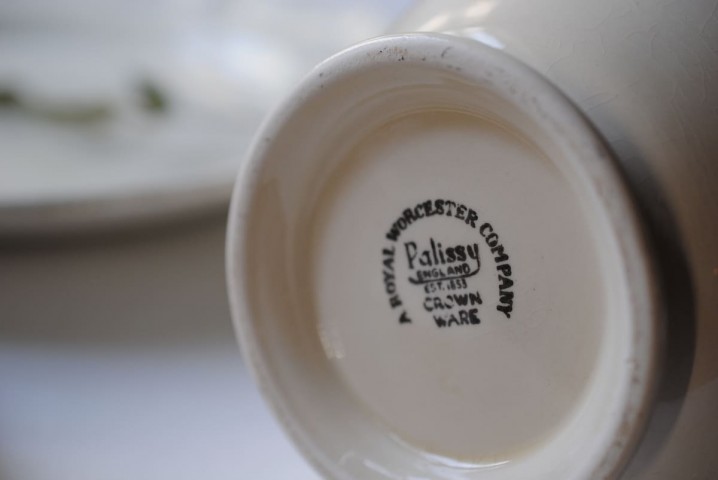 A ROYAL WORCESTER COMPANY
Palissy
ENGLAND
EST. 1853
CROWN
WARE